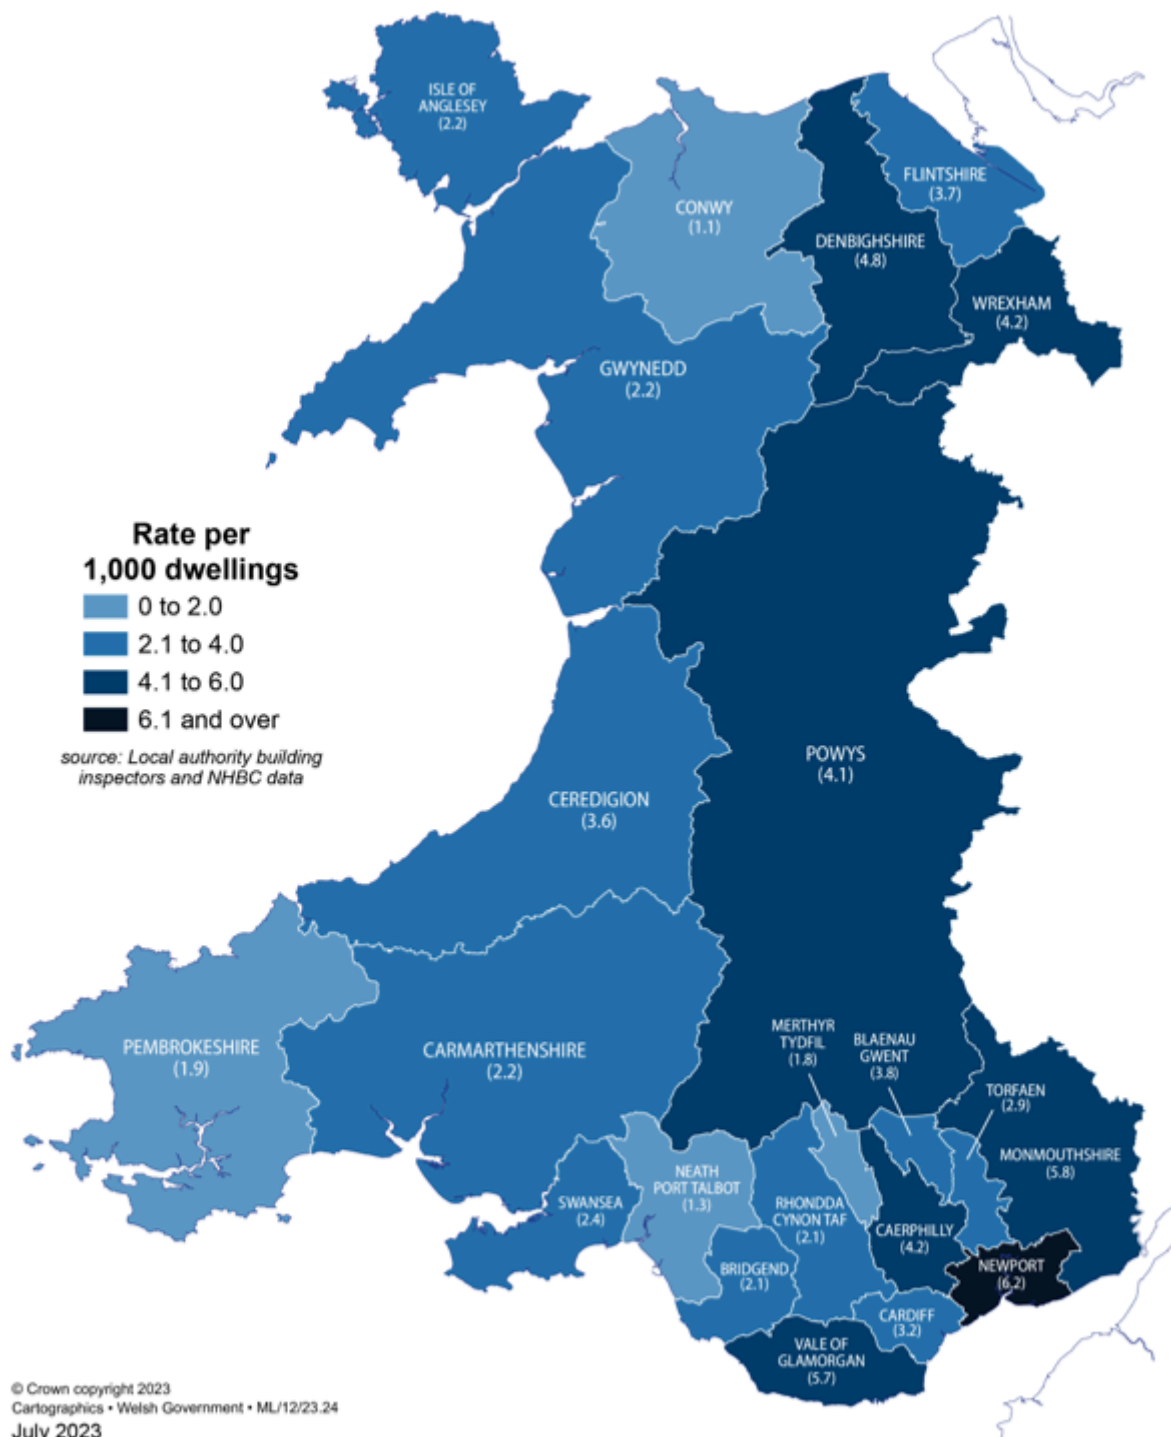 ISLE OF
ANGLESEY
(2.2)
FLINTSHIRE
(3.7)
CONWY
(1.1)
DENBIGHSHIRE
(4.8)
WREXHAM
(4.2)
GWYNEDD
(2.2)
Rate per
1,000 dwellings
0 to 2.0
2.1 to 4.0
4.1 to 6.0
6.1 and over
source: Local authority building
inspectors and NHBC data
POWYS
(4.1)
CEREDIGION
(3.6)
PEMBROKESHIRE
(1.9)
CARMARTHENSHIRE
(2.2)
MERTHYR
TYDFIL
(1.8)
BLAENAU
GWENT
(3.8)
TORFAEN
(2.9)
MONMOUTHSHIRE
(5.8)
SWANSEA
(2.4)
NEATH
PORT TALBOT
(1.3)
RHONDDA
CYNON TAF
(2.1)
CAERPHILLY
(4.2)
NEWPORT
(6.2)
BRIDGEND
(2.1)
CARDIFF
(3.2)
VALE OF
GLAMORGAN
(5.7)
© Crown copyright 2023
Cartographics • Welsh Government • ML/12/23.24
July 2023